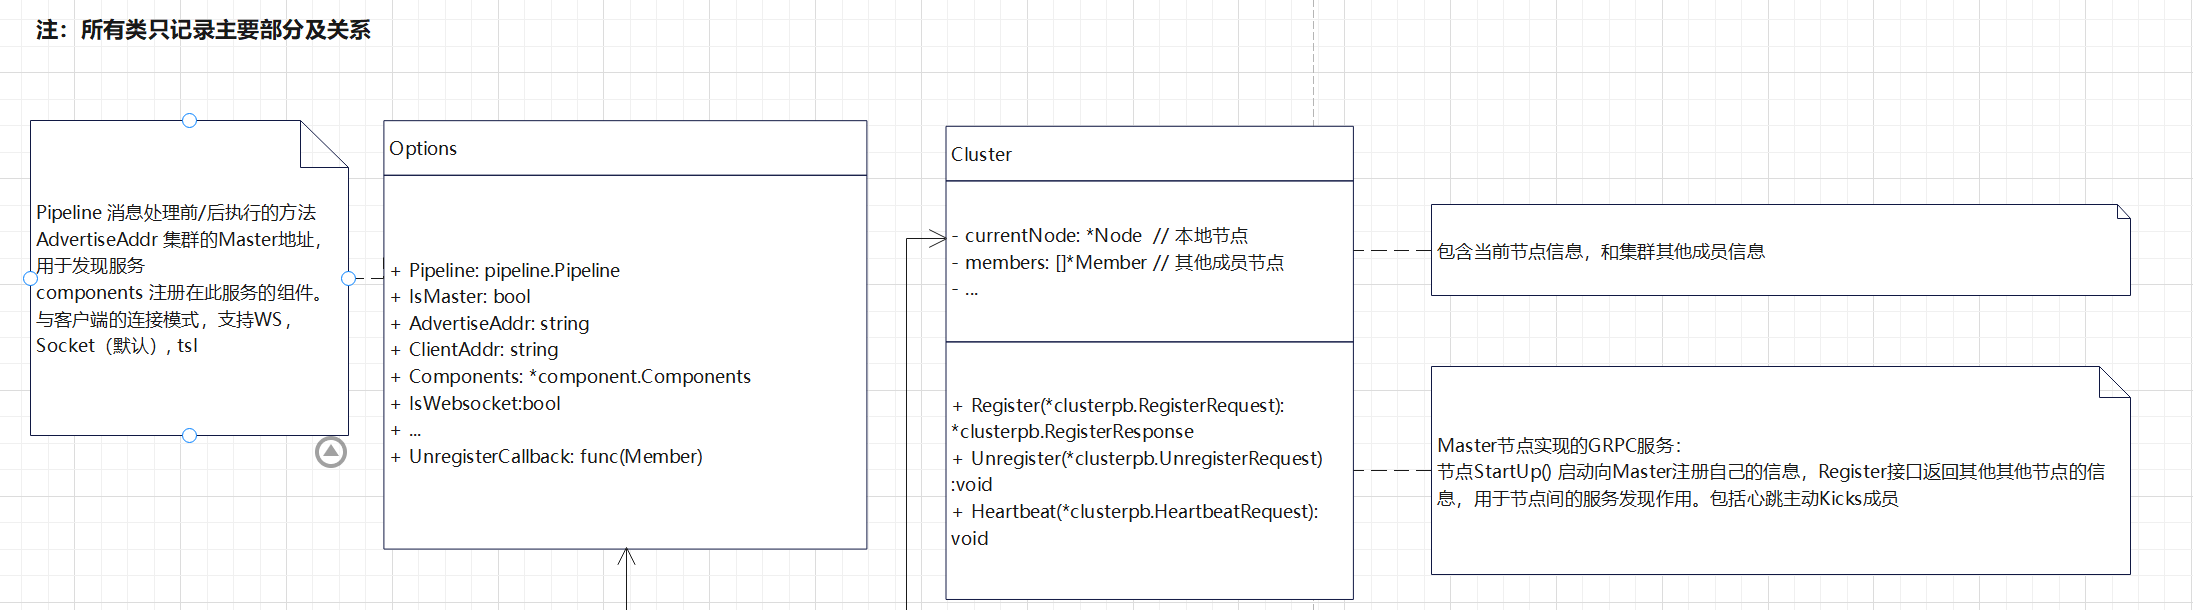 注：所有类只记录主要部分及关系
Pipeline 消息处理前/后执行的方法
AdvertiseAddr 集群的Master地址，
用于发现服务
components 注册在此服务的组件。
与客户端的连接模式，支持WS ,
Socket（默认）, tsl
Options
+ Pipeline: pipeline.Pipeline
+ IsMaster: bool
+ AdvertiseAddr: string
+ ClientAddr: string
+ Components: *component.Components
+ IsWebsocket:bool
+ ...
+ UnregisterCallback: func(Member)
Cluster
- currentNode: *Node // 本地节点
- members: []*Member // 其他成员节点
- ...
+ Register(*clusterpb.RegisterRequest):
*clusterpb.RegisterResponse
+ Unregister(*clusterpb.UnregisterRequest)
:void
+ Heartbeat(*clusterpb.HeartbeatRequest):
void
包含当前节点信息，和集群其他成员信息
Master节点实现的GRPC服务：
节点StartUp() 启动向Master注册自己的信息，Register接口返回其他其他节点的信
息，用于节点间的服务发现作用。包括心跳主动Kicks成员